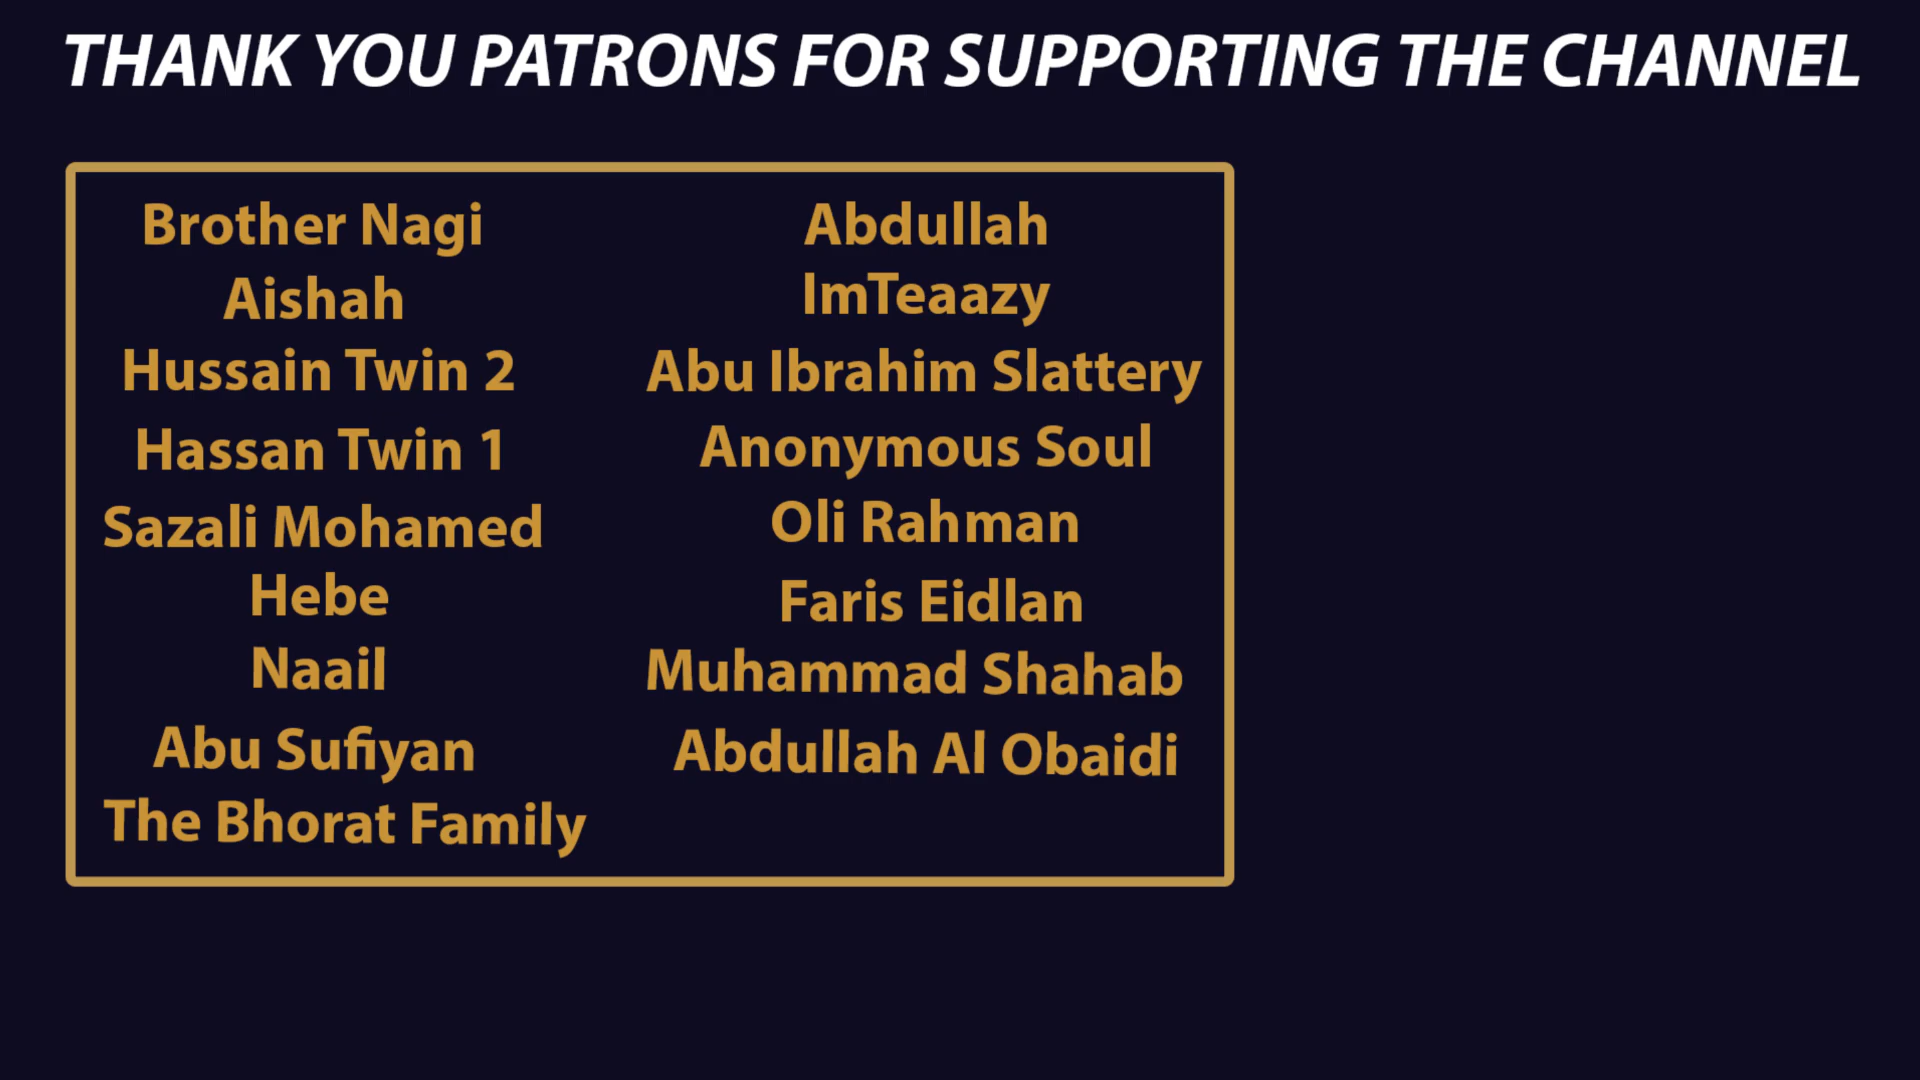 THANK YOU PATRONS FOR SUPPORTING THE CHANNEL
Brother Nagi
Aishah
Hussain Twin 2
Hassan Twin 1
Sazali Mohamed
Hebe
Naail
Abu Sufiyan
The Bhorat Family
Abdullah
ImTeaazy
Abu Ibrahim Slattery
Anonymous Soul
Oli Rahman
Faris Eidlan
Muhammad Shahab
Abdullah Al Obaidi